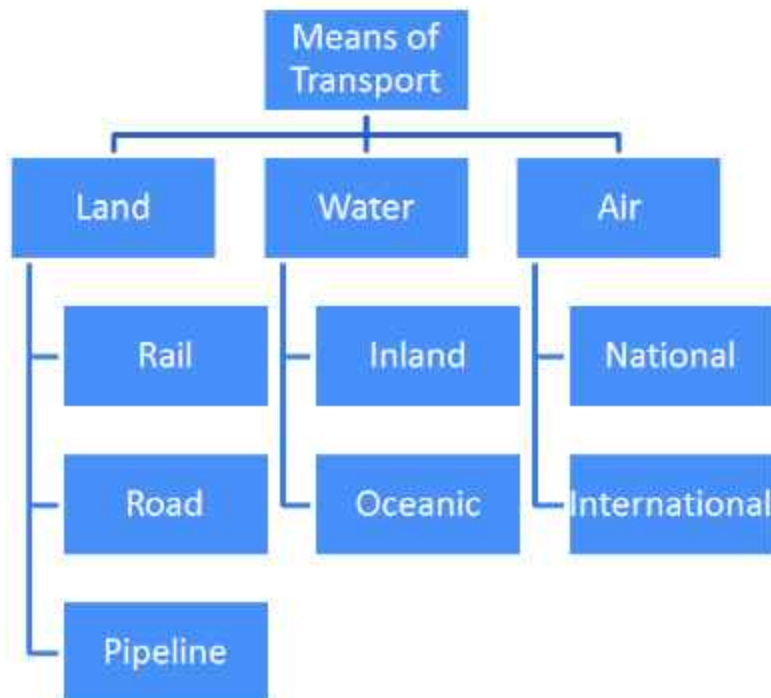 Means of
Transport
Land
Water
Air
Rail
Inland
National
Road
Oceanic
International
Pipeline